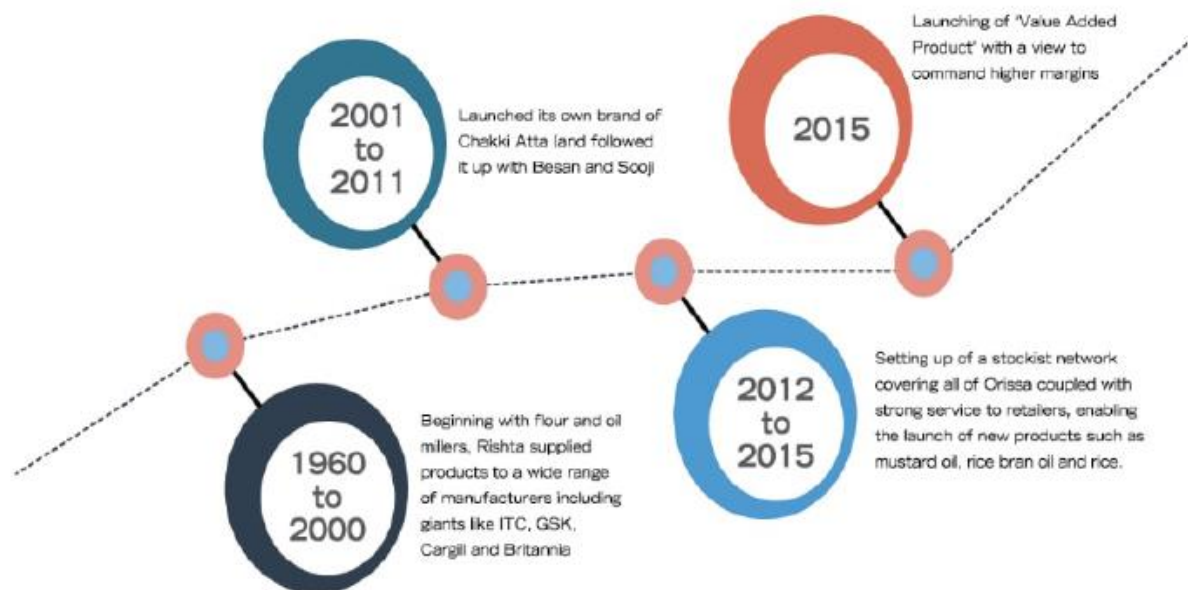 2001
to
2011
Launched its own brand of
Chakki Atta (and followed
it up with Besan and Sooji
2015
Launching of 'Value Added
Product' with a view to
command higher margins
1960
to
2000
Beginning with flour and oil
millers, Rishta supplied
products to a wide range
of manufacturers including
giants like ITC, GSK,
Cargill and Britannia
2012
to
2015
Setting up of a stockist network
covering all of Orissa coupled with
strong service to retailers, enabling
the launch of new products such as
mustard oil, rice bran oil and rice.